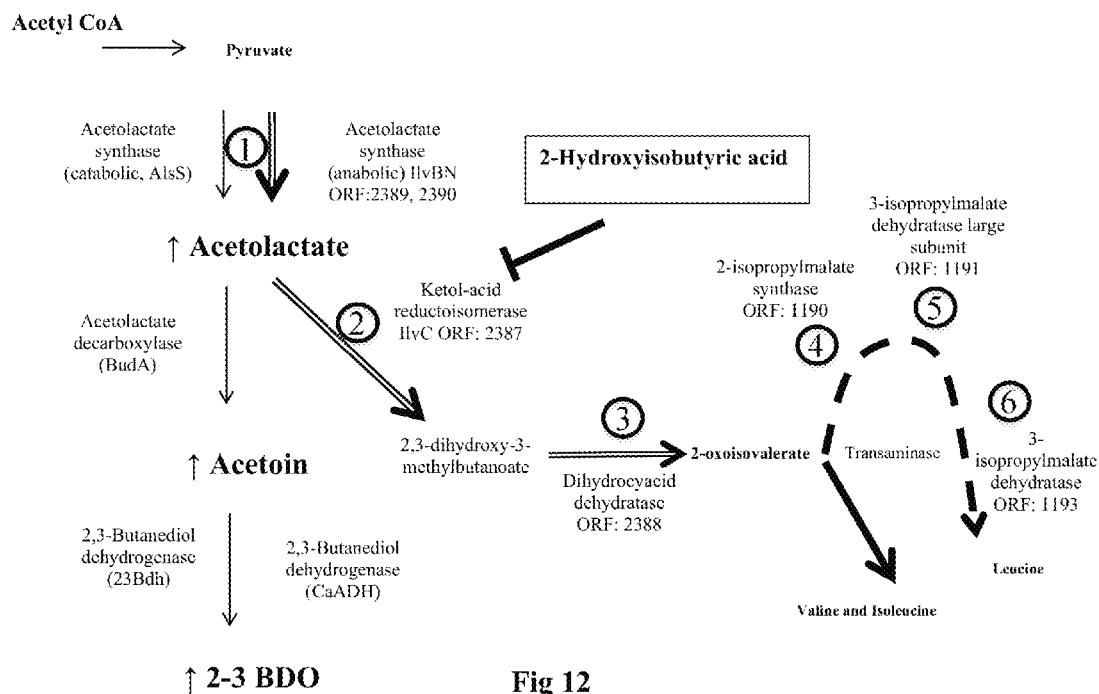 Acetyl CoA
Pyruvate
Acetolactate
synthase
(catabolic, AlsS)
1
Acetolactate
synthase
(anabolic) IlvBN
ORF:2389, 2390
2-Hydroxyisobutyric acid
↑ Acetolactate
Ketol-acid
reductoisomerase
IlvC ORF: 2387
2
3-isopropylmalate
dehydratase large
subunit
ORF: 1191
5
2-isopropylmalate
synthase
ORF: 1190
4
Acetolactate
decarboxylase
(BudA)
2,3-dihydroxy-3-
methylbutanoate
3
Dihydrocyacid
dehydratase
ORF: 2388
2-oxoisovalerate
Transaminase
6
3-
isopropylmalate
dehydratase
ORF: 1193
Leucine
Valine and Isoleucine
↑ Acetoin
2,3-Butanediol
dehydrogenase
(23Bdh)
2,3-Butanediol
dehydrogenase
(CaADH)
↑ 2-3 BDO
Fig 12